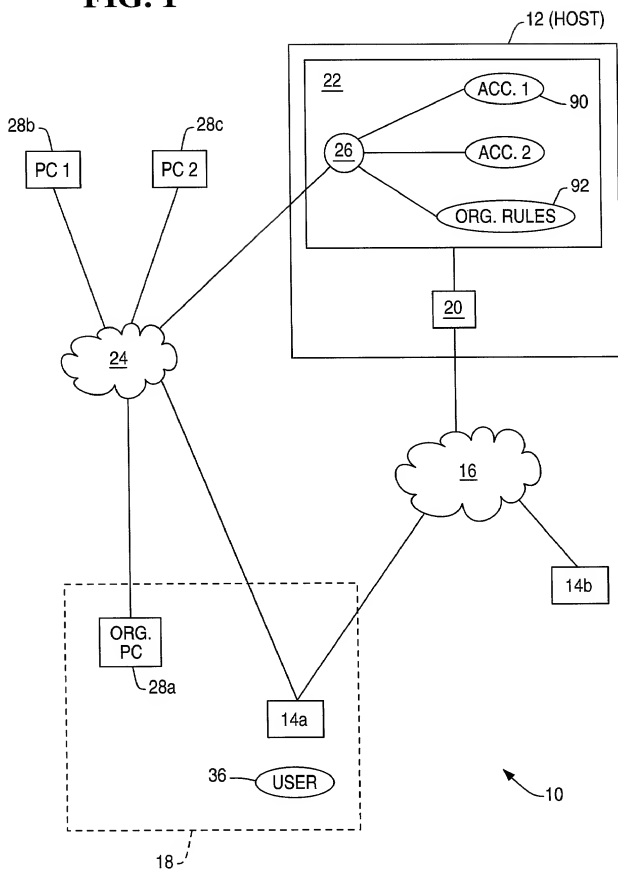 FIG. 1
12 (HOST)
22
ACC. 1
90
28b
28c
PC 1
PC 2
26
ACC. 2
92
ORG. RULES
20
24
16
14b
ORG.
PC
28a
14a
36
USER
10
18